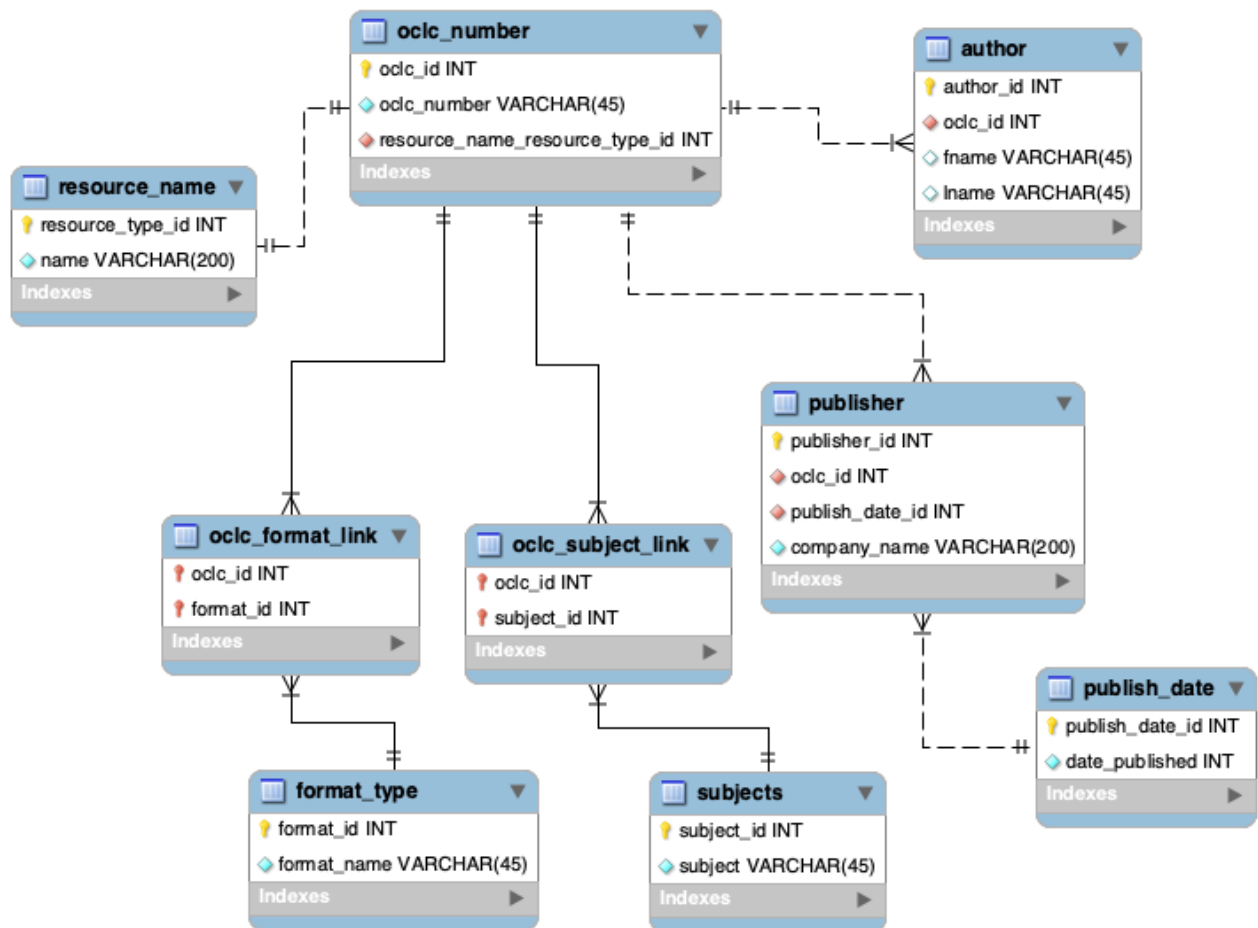 oclc_number
oclc_id INT
oclc_number VARCHAR(45)
resource_name_resource_type_id INT
Indexes
author
author_id INT
oclc_id INT
fname VARCHAR(45)
lname VARCHAR(45)
Indexes
resource_name
resource_type_id INT
name VARCHAR(200)
Indexes
publisher
publisher_id INT
oclc_id INT
publish_date_id INT
company_name VARCHAR(200)
Indexes
oclc_format_link
oclc_id INT
format_id INT
Indexes
oclc_subject_link
oclc_id INT
subject_id INT
Indexes
publish_date
publish_date_id INT
date_published INT
Indexes
format_type
format_id INT
format_name VARCHAR(45)
Indexes
subjects
subject_id INT
subject VARCHAR(45)
Indexes